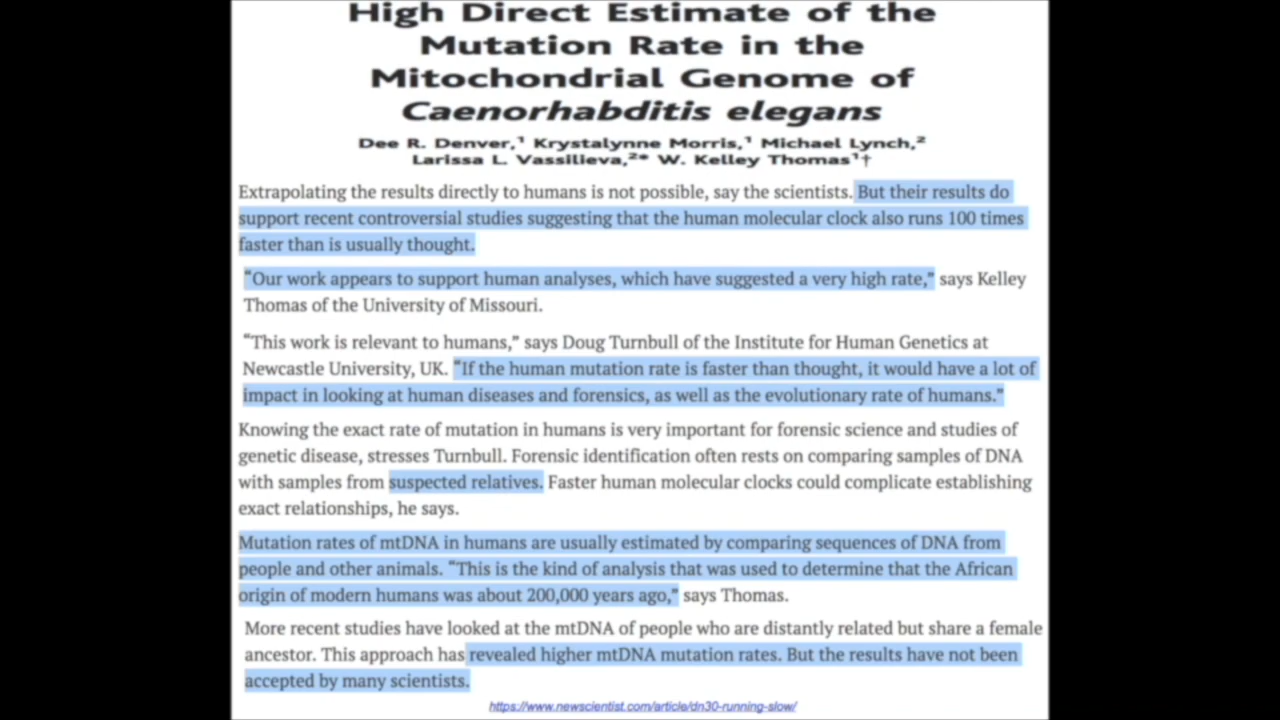 High Direct Estimate of the
Mutation Rate in the
Mitochondrial Genome of
Caenorhabditis elegans
Dee R. Denver,¹ Krystalynne Morris,¹ Michael Lynch,²
Larissa L. Vassilieva,²* W. Kelley Thomas¹†
Extrapolating the results directly to humans is not possible, say the scientists. But their results do
support recent controversial studies suggesting that the human molecular clock also runs 100 times
faster than is usually thought.
“Our work appears to support human analyses, which have suggested a very high rate,” says Kelley
Thomas of the University of Missouri.
“This work is relevant to humans,” says Doug Turnbull of the Institute for Human Genetics at
Newcastle University, UK. “If the human mutation rate is faster than thought, it would have a lot of
impact in looking at human diseases and forensics, as well as the evolutionary rate of humans.”
Knowing the exact rate of mutation in humans is very important for forensic science and studies of
genetic disease, stresses Turnbull. Forensic identification often rests on comparing samples of DNA
with samples from suspected relatives. Faster human molecular clocks could complicate establishing
exact relationships, he says.
Mutation rates of mtDNA in humans are usually estimated by comparing sequences of DNA from
people and other animals. “This is the kind of analysis that was used to determine that the African
origin of modern humans was about 200,000 years ago,” says Thomas.
More recent studies have looked at the mtDNA of people who are distantly related but share a female
ancestor. This approach has revealed higher mtDNA mutation rates. But the results have not been
accepted by many scientists.
https://www.newscientist.com/article/dn30-running-slow/